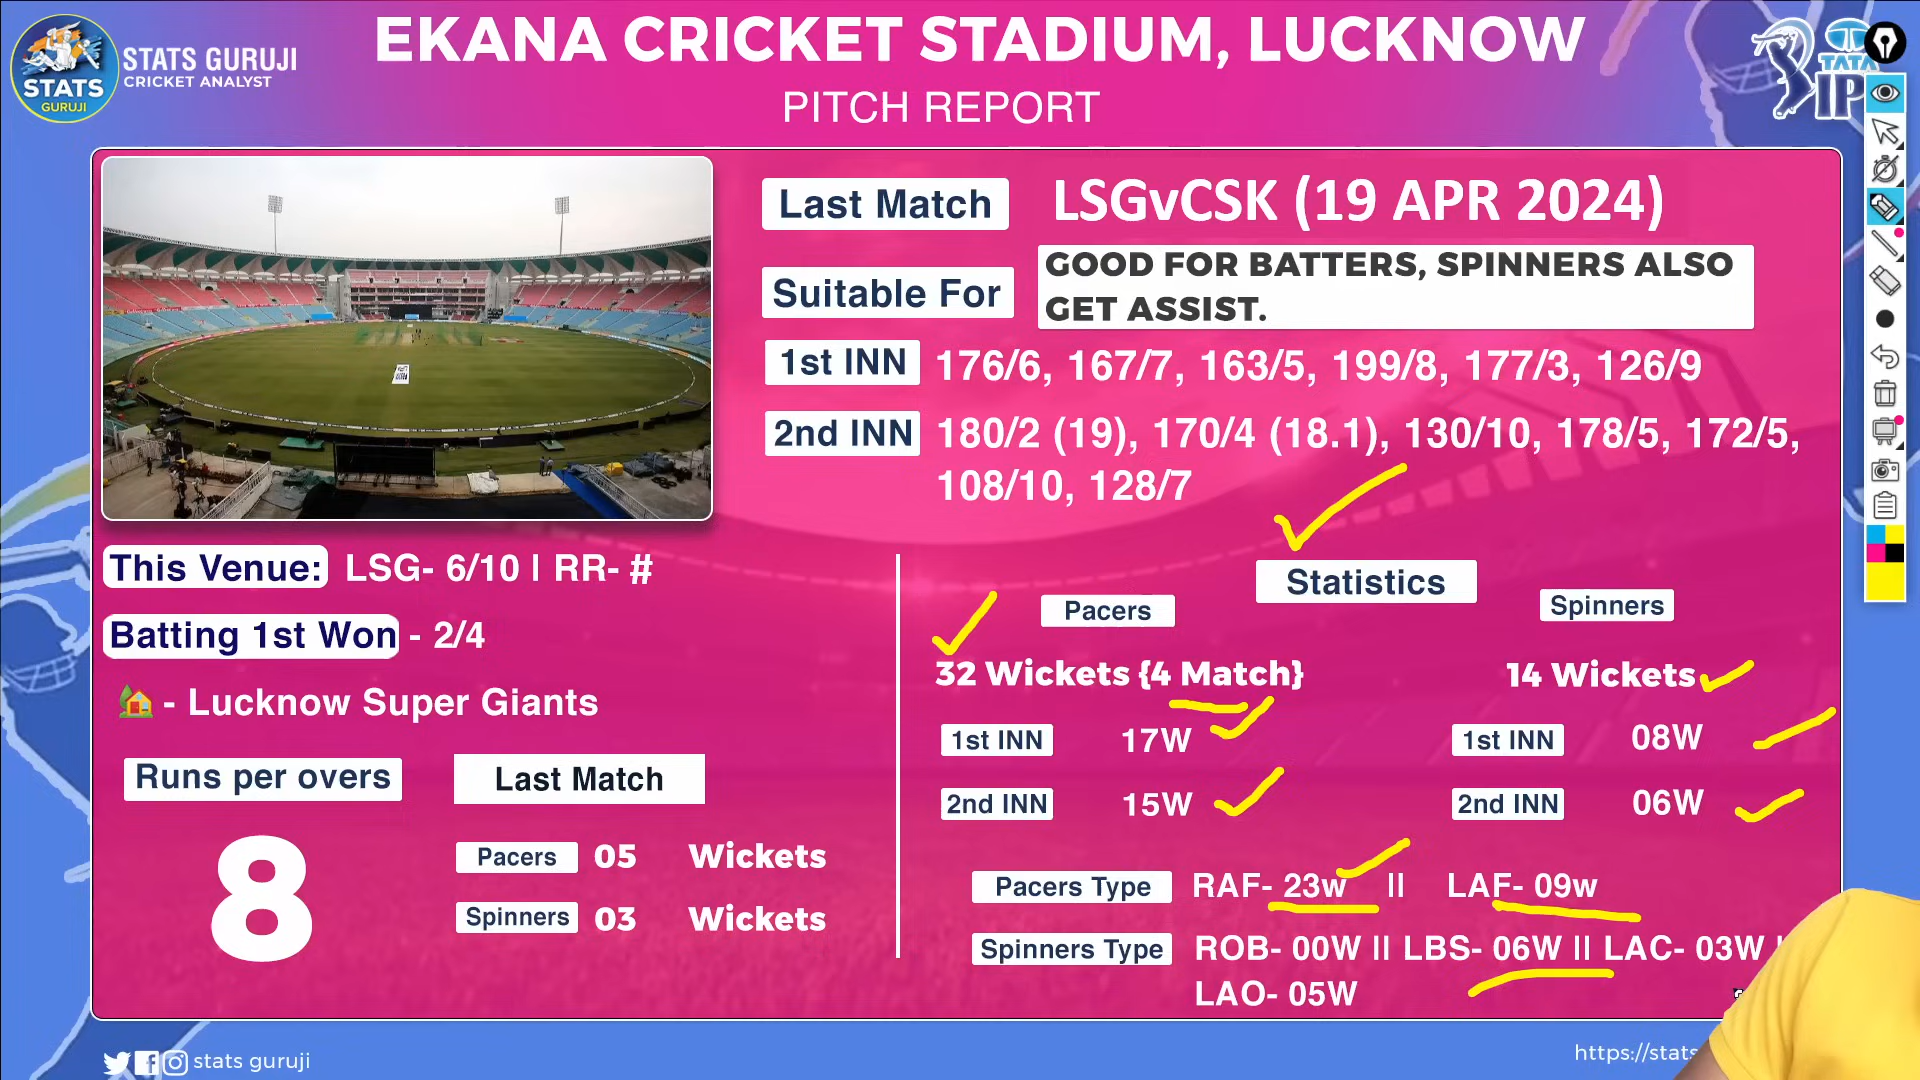 EKANA CRICKET STADIUM, LUCKNOW
PITCH REPORT
STATS GURUJI
CRICKET ANALYST
STATS
GURUJI
TATA
IP
Last Match LSGvCSK (19 APR 2024)
Suitable For GOOD FOR BATTERS, SPINNERS ALSO
GET ASSIST.
1st INN 176/6, 167/7, 163/5, 199/8, 177/3, 126/9
2nd INN 180/2 (19), 170/4 (18.1), 130/10, 178/5, 172/5,
108/10, 128/7
This Venue: LSG- 6/10 | RR- #
Batting 1st Won - 2/4
- Lucknow Super Giants
Runs per overs
8
Last Match
Pacers 05 Wickets
Spinners 03 Wickets
Statistics
Pacers
32 Wickets {4 Match}
1st INN 17W
2nd INN 15W
Spinners
14 Wickets
1st INN 08W
2nd INN 06W
Pacers Type RAF- 23w || LAF- 09w
Spinners Type ROB- 00W || LBS- 06W || LAC- 03W
LAO- 05W
stats guruji
https://stats